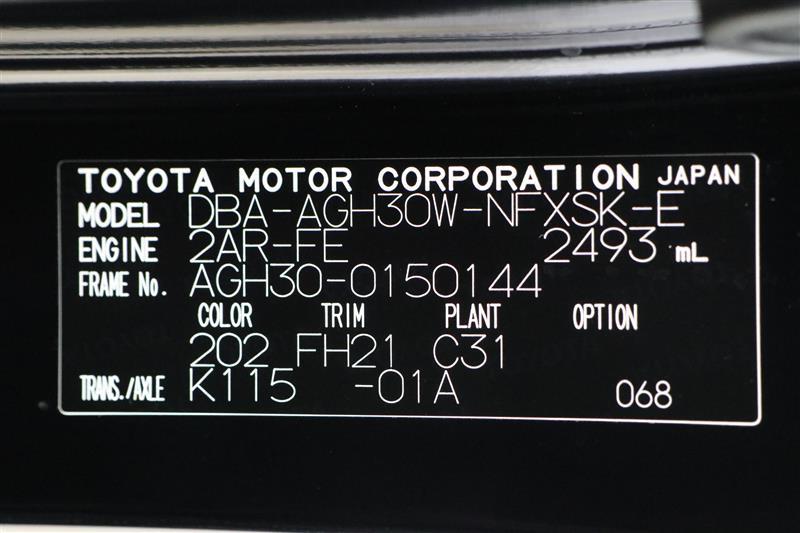 TOYOTA MOTOR CORPORATION JAPAN
MODEL DBA-AGH30W-NFXSK-E
ENGINE 2AR-FE 2493 mL
FRAME No. AGH30-0150144
COLOR TRIM PLANT OPTION
202 FH21 C31
TRANS./AXLE K115 -01A 068